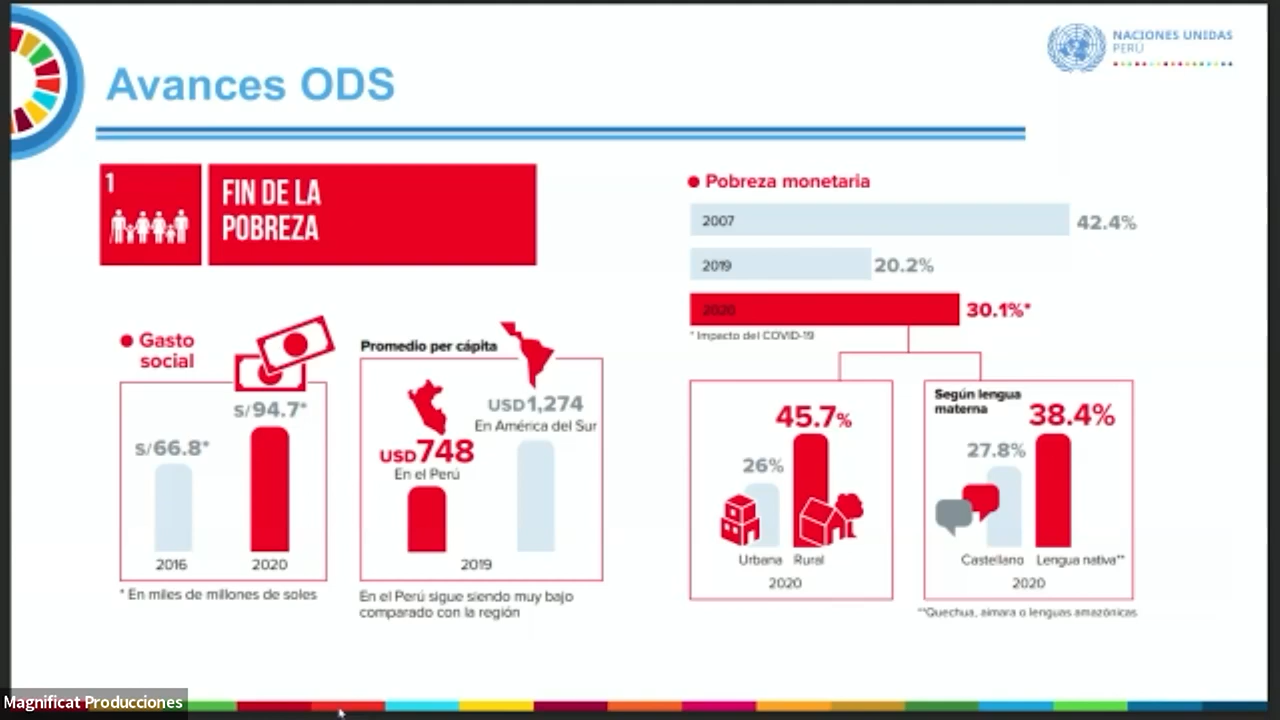 NACIONES UNIDAS
PERÚ
Avances ODS
1
FIN DE LA
POBREZA
Gasto
social
S/66.8*
S/94.7*
2016
2020
* En miles de millones de soles
Promedio per cápita
USD748
En el Perú
USD1,274
En América del Sur
2019
En el Perú sigue siendo muy bajo
comparado con la región
Pobreza monetaria
2007
42.4%
2019
20.2%
2020
30.1%*
* Impacto del COVID-19
26%
45.7%
Urbana
Rural
2020
Según lengua
materna
27.8%
38.4%
Castellano
Lengua nativa**
2020
**Quechua, aimara o lenguas amazónicas
Magnificat Producciones